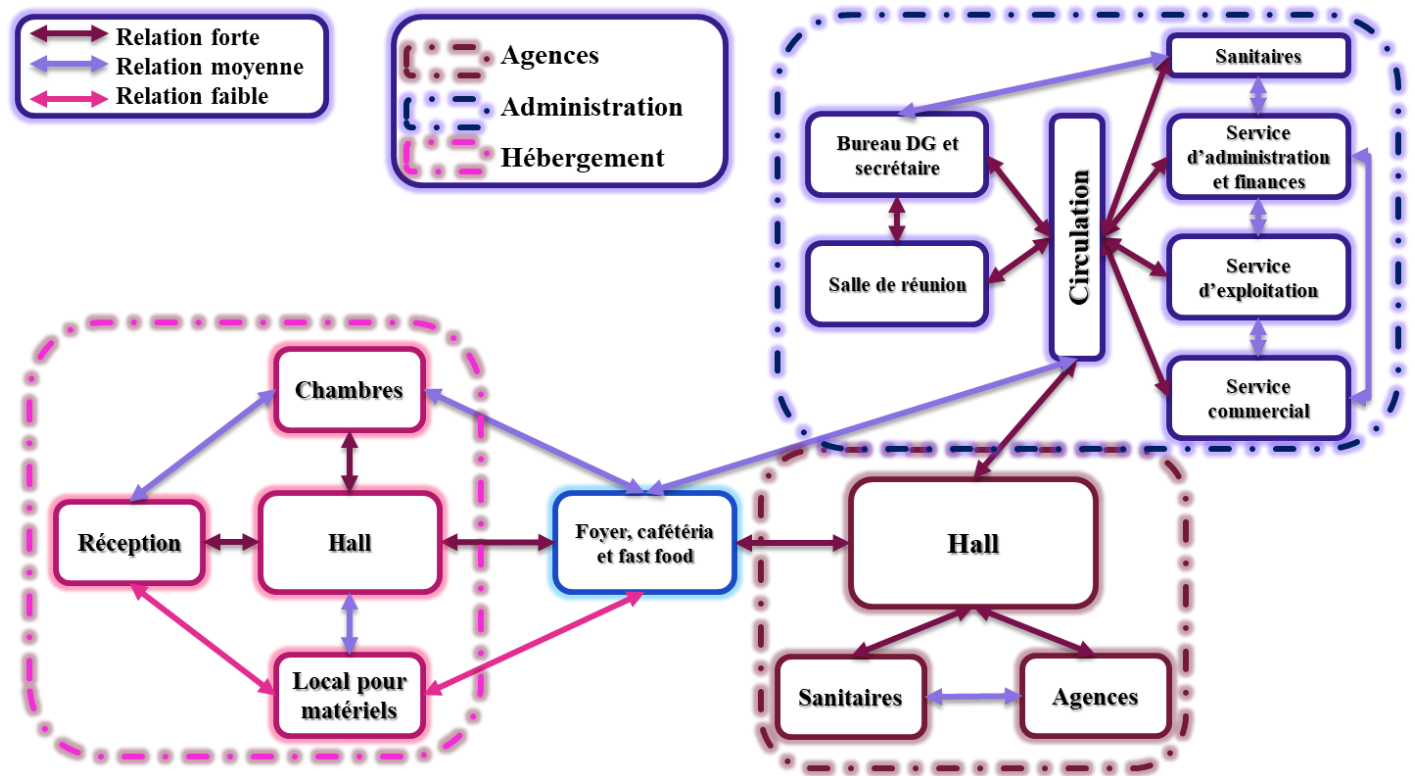 Relation forte
Relation moyenne
Relation faible
Agences
Administration
Hébergement
Sanitaires
Bureau DG et
secrétaire
Circulation
Service
d'administration
et finances
Salle de réunion
Service
d'exploitation
Service
commercial
Chambres
Réception
Hall
Foyer, cafétéria
et fast food
Hall
Local pour
matériels
Sanitaires
Agences